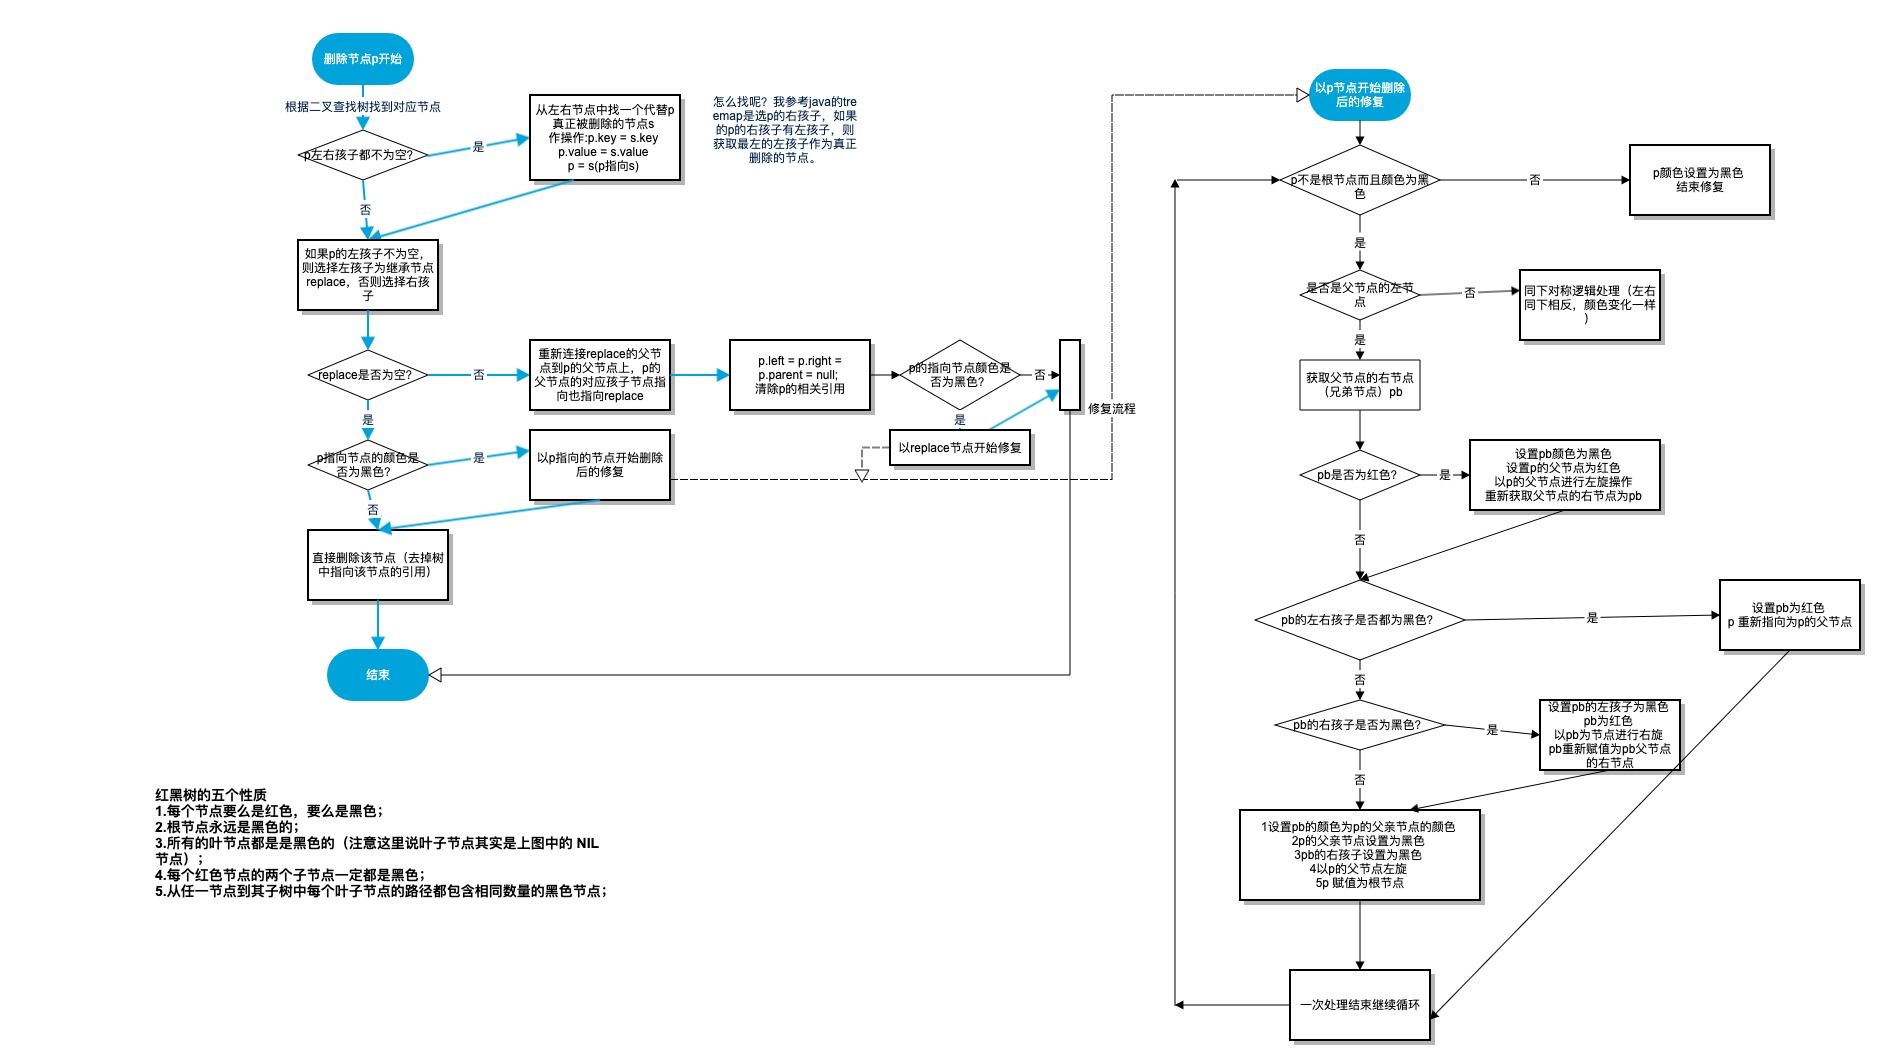 删除节点p开始
根据二叉查找树找到对应节点
p左右孩子都不为空？
是
从左右节点中找一个代替p
真正被删除的节点s
作操作:p.key = s.key
p.value = s.value
p = s(p指向s)
怎么找呢？我参考java的tre
emap是选p的右孩子，如果
的p的右孩子有左孩子，则
获取最左的左孩子作为真正
删除的节点。
否
如果p的左孩子不为空，
则选择左孩子为继承节点
replace，否则选择右孩
子
replace是否为空？
否
重新连接replace的父节
点到p的父节点上，p的
父节点的对应孩子节点指
向也指向replace
p.left = p.right =
p.parent = null;
清除p的相关引用
p的指向节点颜色是
否为黑色？
否
是
以replace节点开始修复
修复流程
是
p指向节点的颜色是
否为黑色？
是
以p指向的节点开始删除
后的修复
否
直接删除该节点（去掉树
中指向该节点的引用）
结束
红黑树的五个性质
1.每个节点要么是红色，要么是黑色；
2.根节点永远是黑色的；
3.所有的叶节点都是是黑色的（注意这里说叶子节点其实是上图中的 NIL
节点）；
4.每个红色节点的两个子节点一定都是黑色；
5.从任一节点到其子树中每个叶子节点的路径都包含相同数量的黑色节点；
以p节点开始删除
后的修复
p不是根节点而且颜色为黑
色
否
p颜色设置为黑色
结束修复
是
是否是父节点的左节
点
否
同下对称逻辑处理（左右
同下相反，颜色变化一样
）
是
获取父节点的右节点
（兄弟节点）pb
pb是否为红色？
是
设置pb颜色为黑色
设置p的父节点为红色
以p的父节点进行左旋操作
重新获取父节点的右节点为pb
否
pb的左右孩子是否都为黑色？
是
设置pb为红色
p 重新指向为p的父节点
否
pb的右孩子是否为黑色？
是
设置pb的左孩子为黑色
pb为红色
以pb为节点进行右旋
pb重新赋值为pb父节点
的右节点
否
1设置pb的颜色为p的父亲节点的颜色
2p的父亲节点设置为黑色
3pb的右孩子设置为黑色
4以p的父节点左旋
5p 赋值为根节点
一次处理结束继续循环